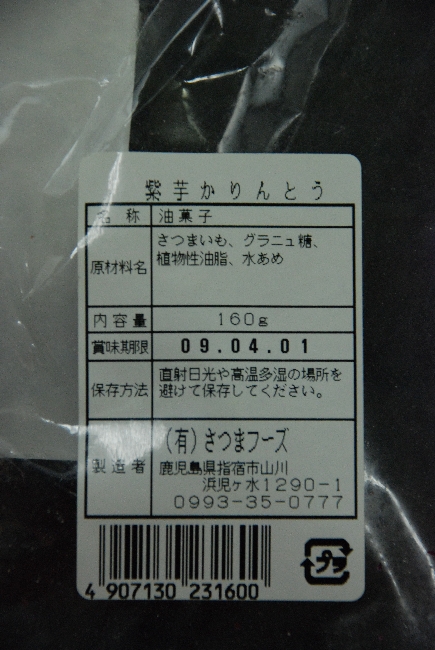 紫芋かりんとう
名称 油菓子
原材料名 さつまいも、グラニュ糖、
植物性油脂、水あめ
内容量 160g
賞味期限 09.04.01
保存方法 直射日光や高温多湿の場所を
避けて保存してください。
製造者 (有)さつまフーズ
鹿児島県指宿市山川
浜児ヶ水1290-1
0993-35-0777
4 907130 231600
プラ